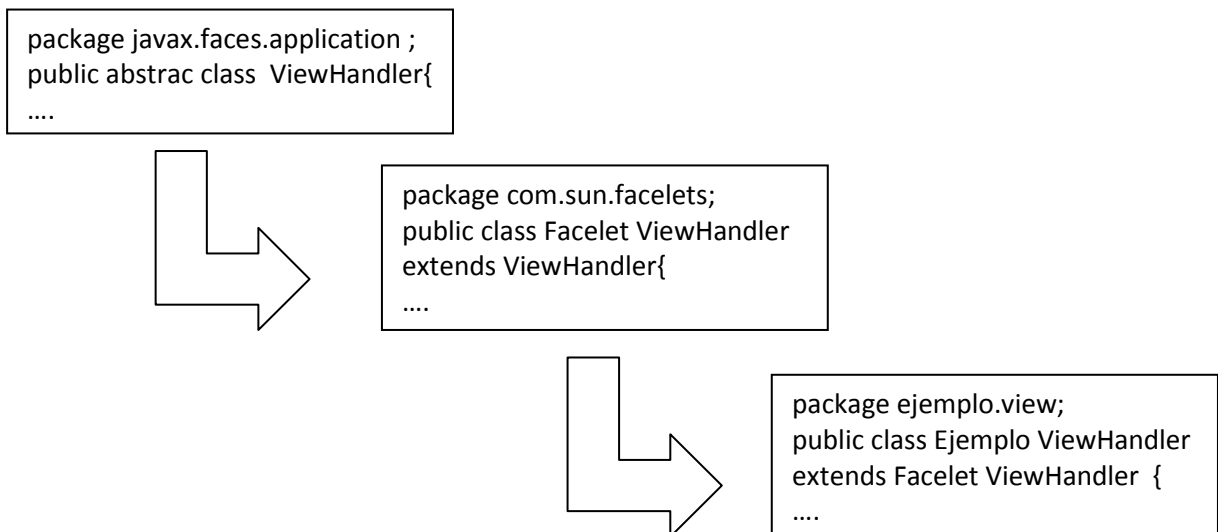 package javax.faces.application ;
public abstrac class  ViewHandler{
....
package com.sun.facelets;
public class Facelet ViewHandler
extends ViewHandler{
....
package ejemplo.view;
public class Ejemplo ViewHandler
extends Facelet ViewHandler  {
....